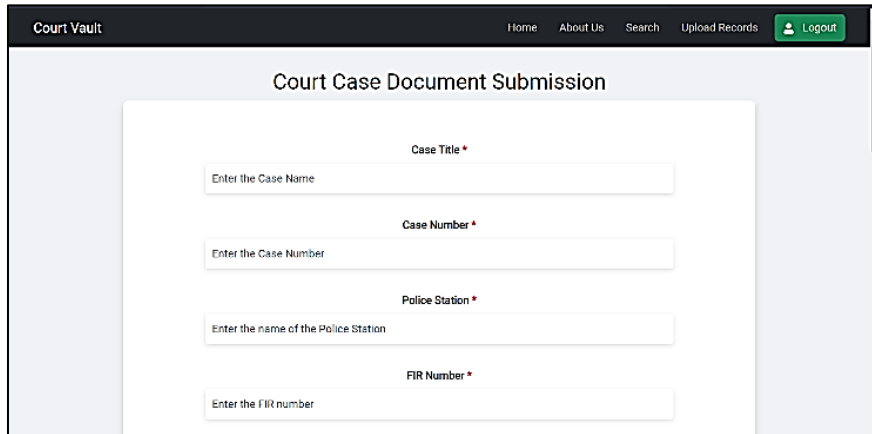 Court Vault Home About Us Search Upload Records Logout
Court Case Document Submission
Case Title *
Enter the Case Name
Case Number *
Enter the Case Number
Police Station *
Enter the name of the Police Station
FIR Number *
Enter the FIR number